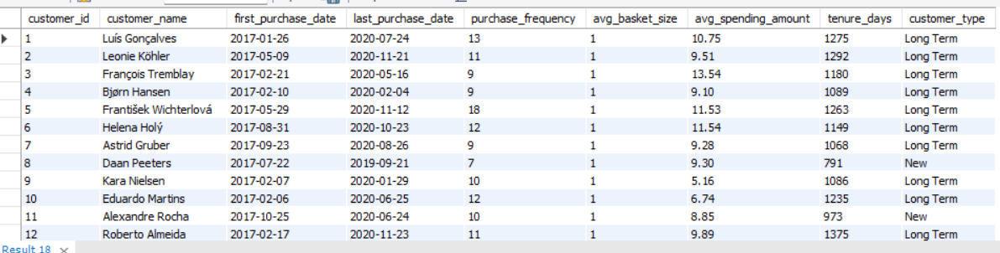 customer_id customer_name first_purchase_date last_purchase_date purchase_frequency avg_basket_size avg_spending_amount tenure_days customer_type
1 Luís Gonçalves 2017-01-26 2020-07-24 13 1 10.75 1275 Long Term
2 Leonie Köhler 2017-05-09 2020-11-21 11 1 9.51 1292 Long Term
3 François Tremblay 2017-02-21 2020-05-16 9 1 13.54 1180 Long Term
4 Bjørn Hansen 2017-02-10 2020-02-04 9 1 9.10 1089 Long Term
5 František Wichterlová 2017-05-29 2020-11-12 18 1 11.53 1263 Long Term
6 Helena Holý 2017-08-31 2020-10-23 12 1 11.54 1149 Long Term
7 Astrid Gruber 2017-09-23 2020-08-26 9 1 9.28 1068 Long Term
8 Daan Peeters 2017-07-22 2019-09-21 7 1 9.30 791 New
9 Kara Nielsen 2017-02-07 2020-01-29 10 1 5.16 1086 Long Term
10 Eduardo Martins 2017-02-06 2020-06-25 12 1 6.74 1235 Long Term
11 Alexandre Rocha 2017-10-25 2020-06-24 10 1 8.85 973 New
12 Roberto Almeida 2017-02-17 2020-11-23 11 1 9.89 1375 Long Term
Result 18